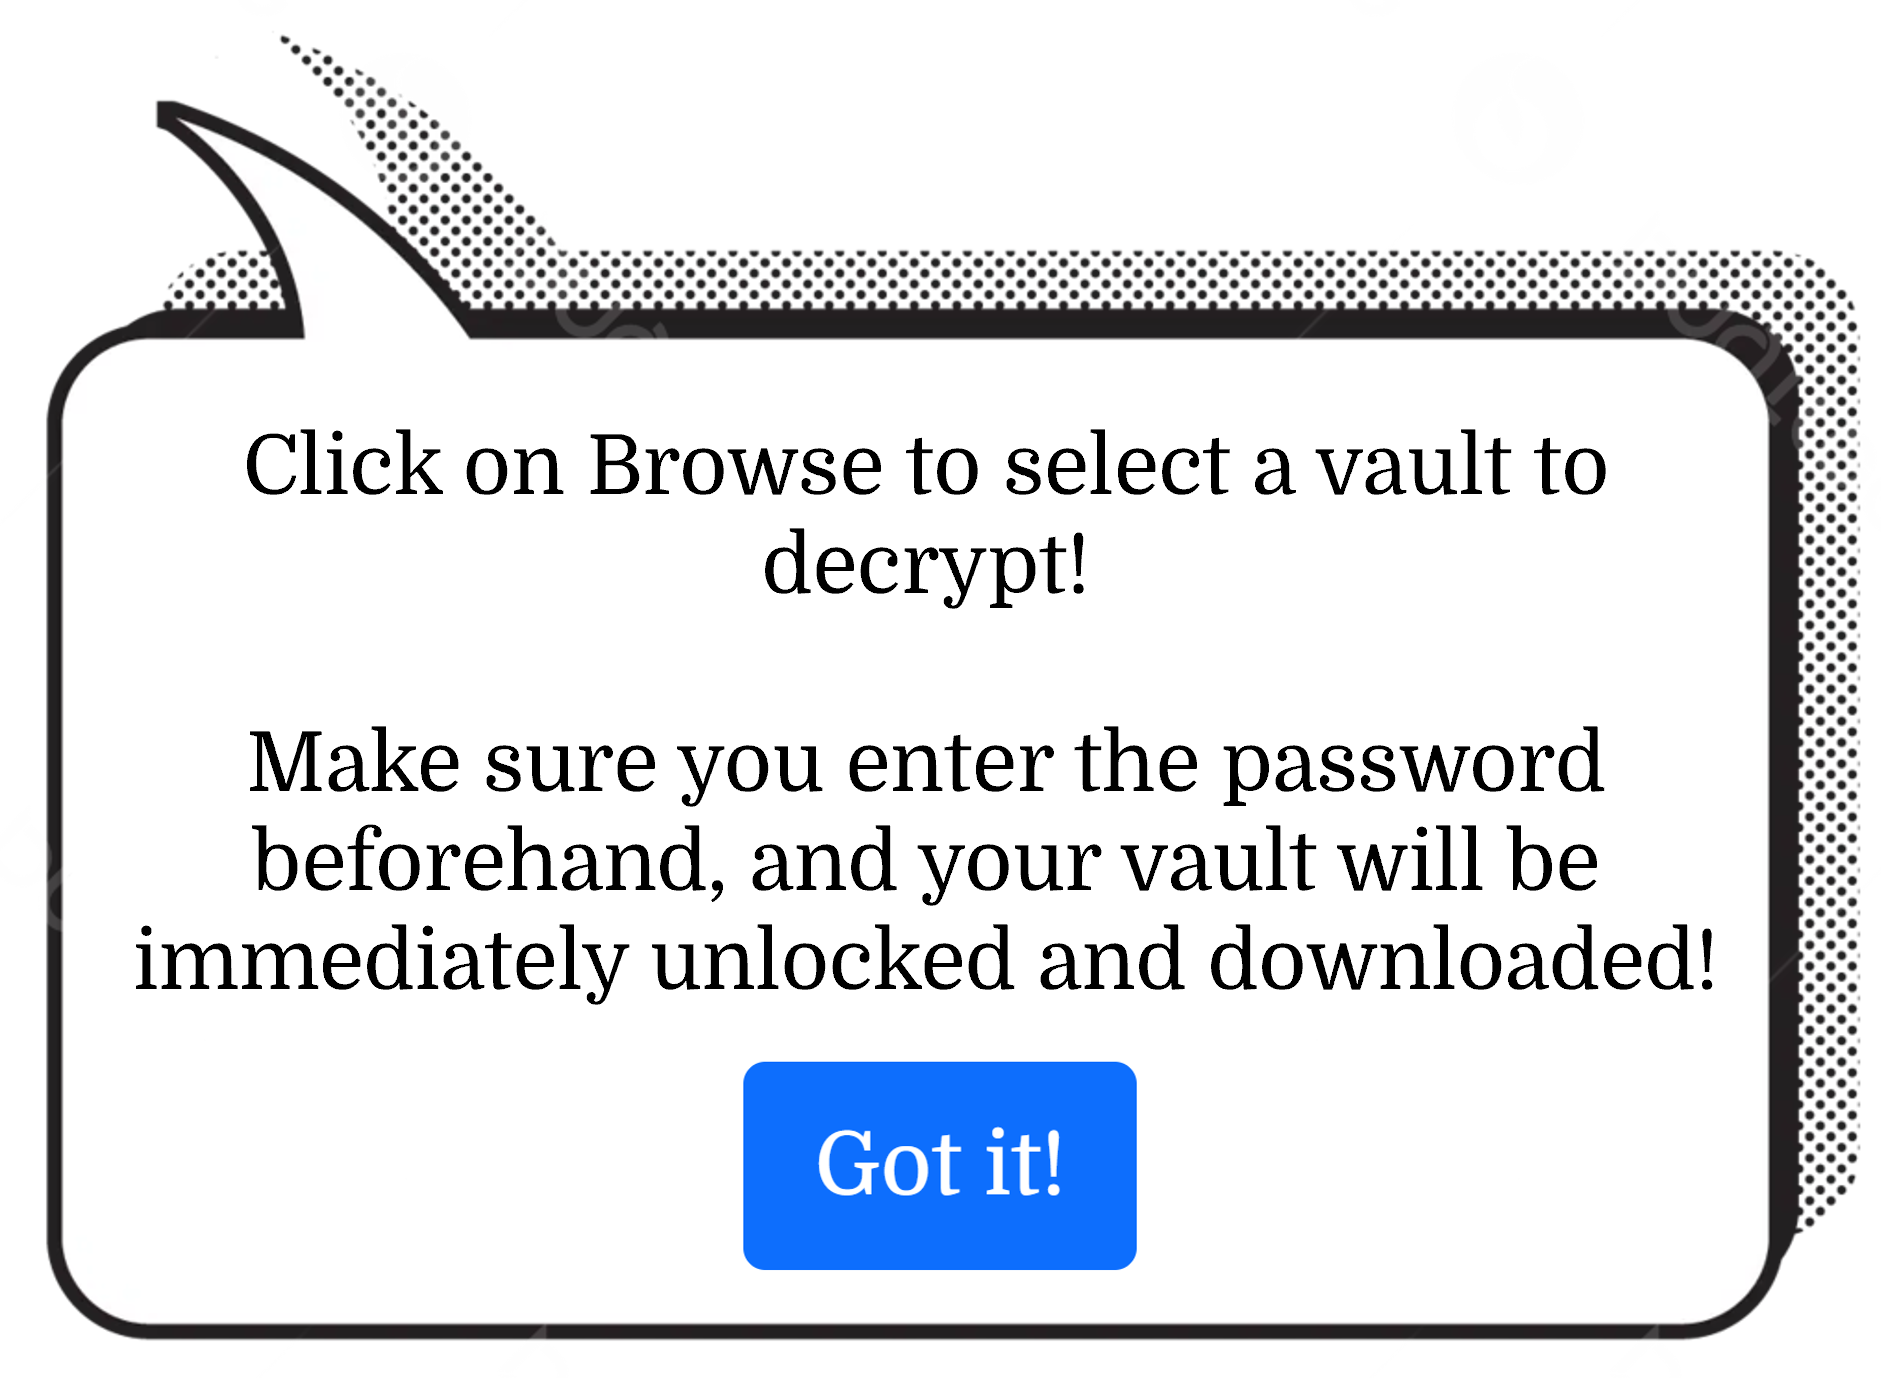 Click on Browse to select a vault to
decrypt!
Make sure you enter the password
beforehand, and your vault will be
immediately unlocked and downloaded!
Got it!